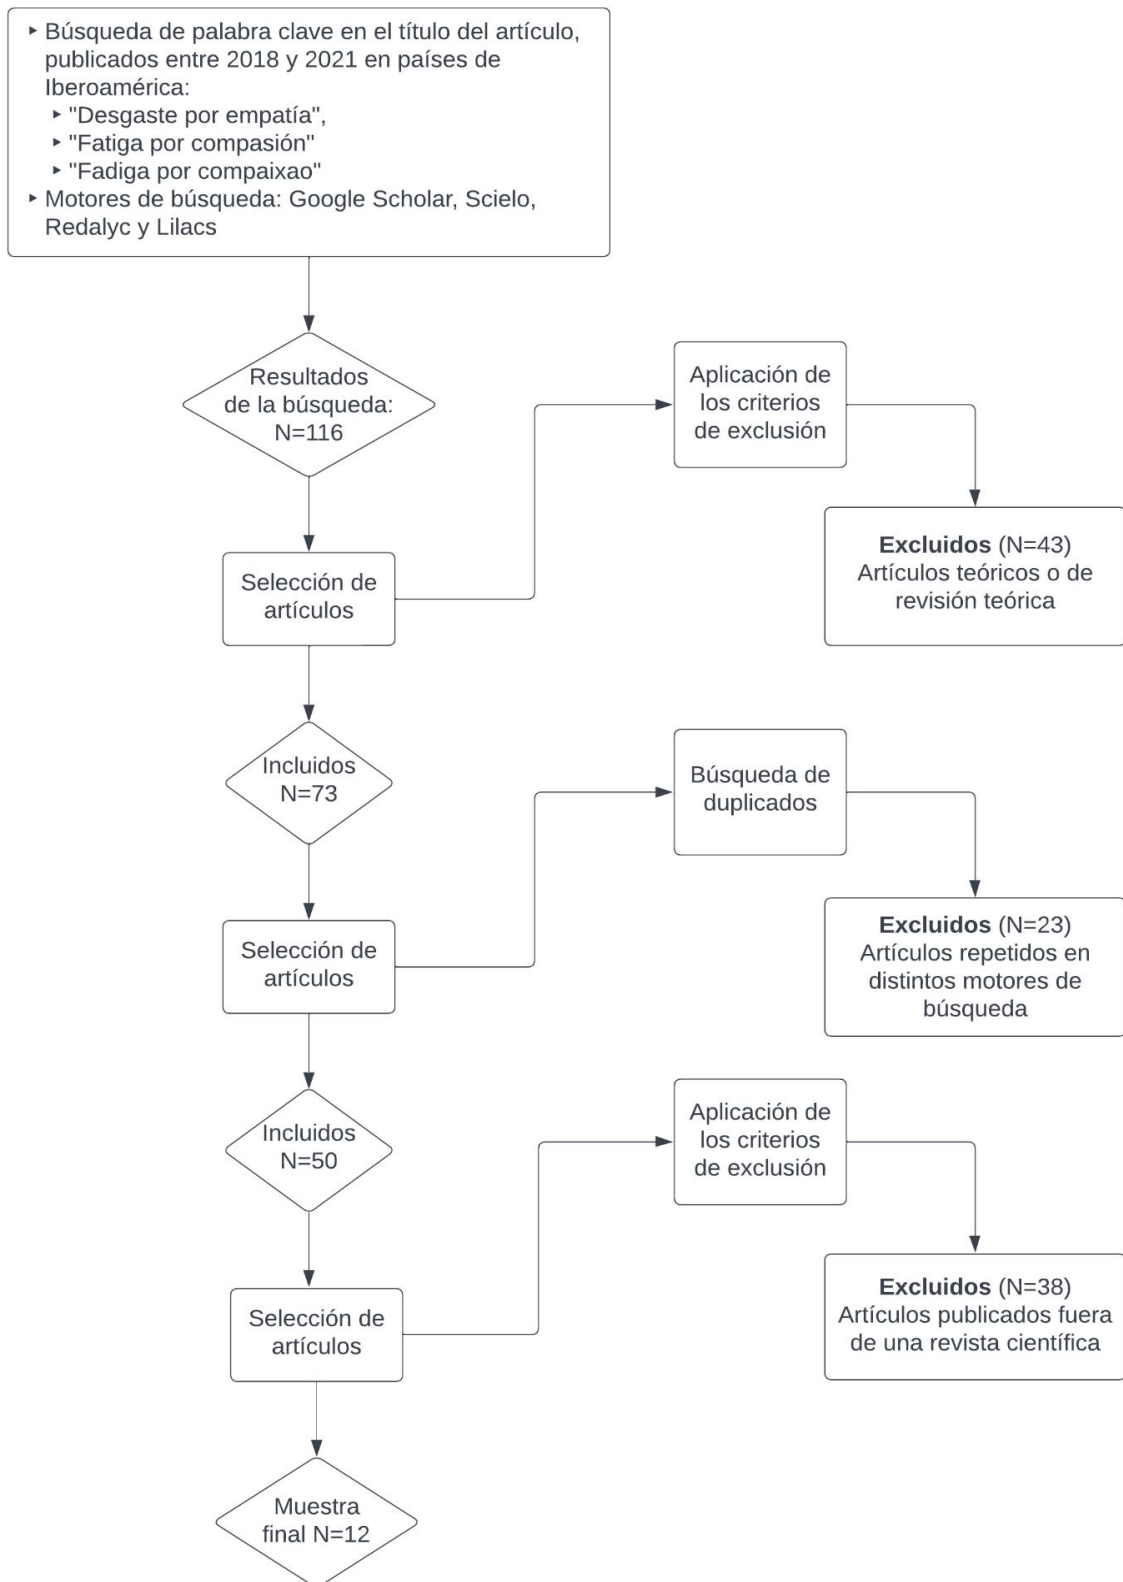 ‣ Búsqueda de palabra clave en el título del artículo,
publicados entre 2018 y 2021 en países de
Iberoamérica:
‣ "Desgaste por empatía",
‣ "Fatiga por compasión"
‣ "Fadiga por compaixao"
‣ Motores de búsqueda: Google Scholar, Scielo,
Redalyc y Lilacs
Resultados
de la búsqueda:
N=116
Aplicación de
los criterios
de exclusión
Excluidos (N=43)
Artículos teóricos o de
revisión teórica
Selección de
artículos
Incluidos
N=73
Búsqueda de
duplicados
Excluidos (N=23)
Artículos repetidos en
distintos motores de
búsqueda
Selección de
artículos
Incluidos
N=50
Aplicación de
los criterios
de exclusión
Excluidos (N=38)
Artículos publicados fuera
de una revista científica
Selección de
artículos
Muestra
final N=12